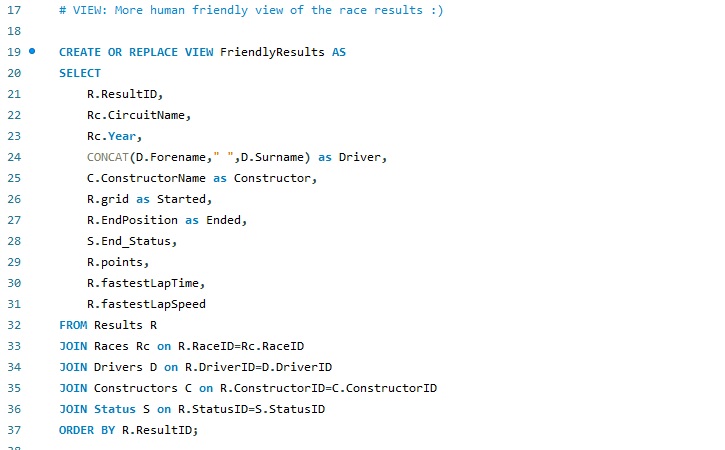 17 # VIEW: More human friendly view of the race results :)
18
19 CREATE OR REPLACE VIEW FriendlyResults AS
20 SELECT
21 R.ResultID,
22 Rc.CircuitName,
23 Rc.Year,
24 CONCAT(D.Forename," ",D.Surname) as Driver,
25 C.ConstructorName as Constructor,
26 R.grid as Started,
27 R.EndPosition as Ended,
28 S.End_Status,
29 R.points,
30 R.fastestLapTime,
31 R.fastestLapSpeed
32 FROM Results R
33 JOIN Races Rc on R.RaceID=Rc.RaceID
34 JOIN Drivers D on R.DriverID=D.DriverID
35 JOIN Constructors C on R.ConstructorID=C.ConstructorID
36 JOIN Status S on R.StatusID=S.StatusID
37 ORDER BY R.ResultID;